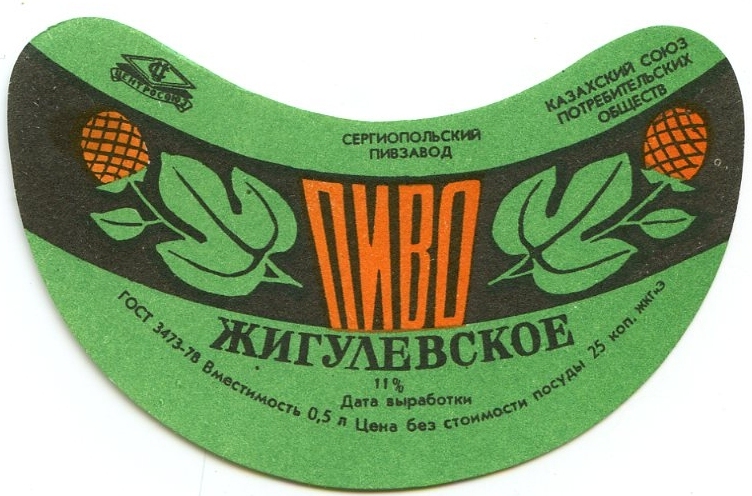 ЦЕНТРОСОЮЗ
КАЗАХСКИЙ СОЮЗ
ПОТРЕБИТЕЛЬСКИХ
ОБЩЕСТВ
СЕРГИОПОЛЬСКИЙ
ПИВЗАВОД
ПИВО
ЖИГУЛЕВСКОЕ
11%
Дата выработки
ГОСТ 3473-78 Вместимость 0,5 л Цена без стоимости посуды 25 коп.